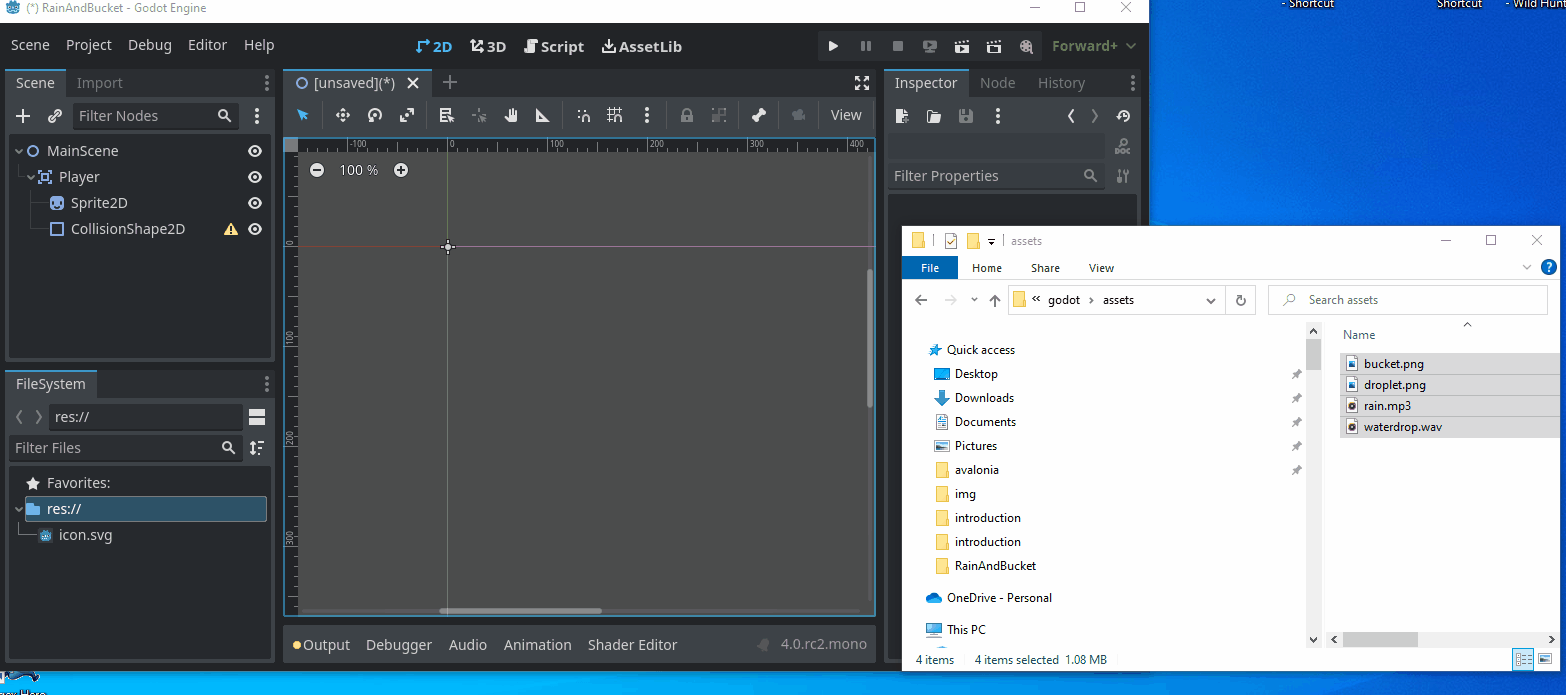 (*) RainAndBucket - Godot Engine
- Shortcut
Shortcut
- Wild Hunt
Scene Project Debug Editor Help
2D 3D Script AssetLib
Forward+
Scene Import
[unsaved](*)
Inspector Node History
Filter Nodes
View
MainScene
Player
Sprite2D
CollisionShape2D
-100 0 100 200 300 400
100 %
0
100
200
300
DOC
Filter Properties
FileSystem
res://
Filter Files
Favorites:
res://
icon.svg
Output Debugger Audio Animation Shader Editor
4.0.rc2.mono
assets
File Home Share View
« godot › assets
Search assets
Name
Quick access
Desktop
Downloads
Documents
Pictures
avalonia
img
introduction
introduction
RainAndBucket
OneDrive - Personal
This PC
bucket.png
droplet.png
rain.mp3
waterdrop.wav
4 items 4 items selected 1.08 MB